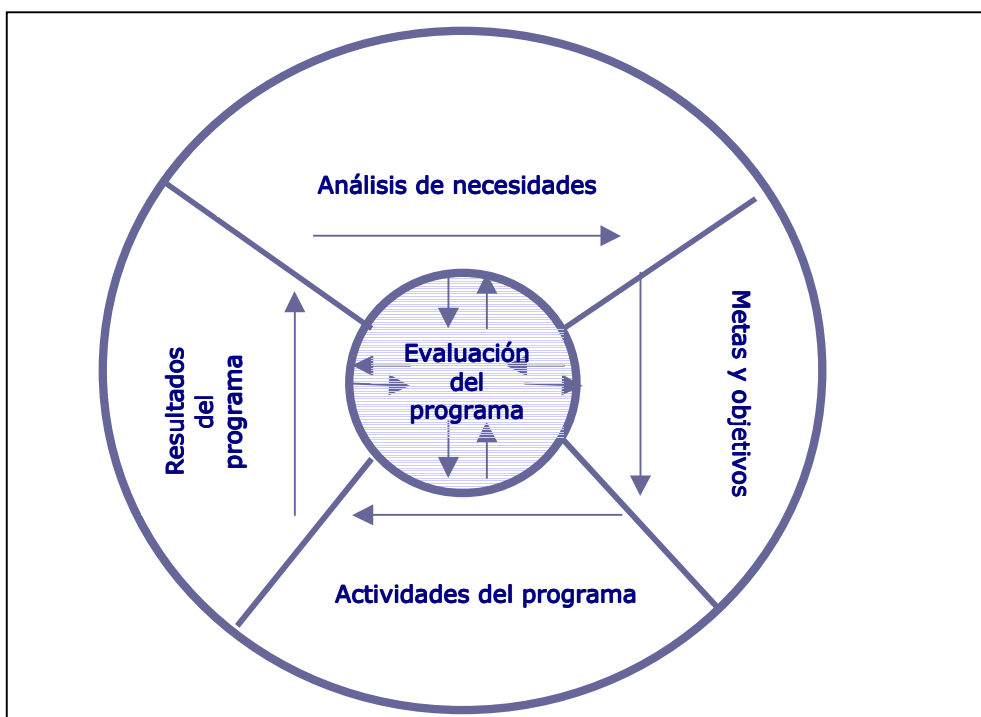 Análisis de necesidades
Metas y objetivos
Evaluación
del
programa
Resultados
del
programa
Actividades del programa